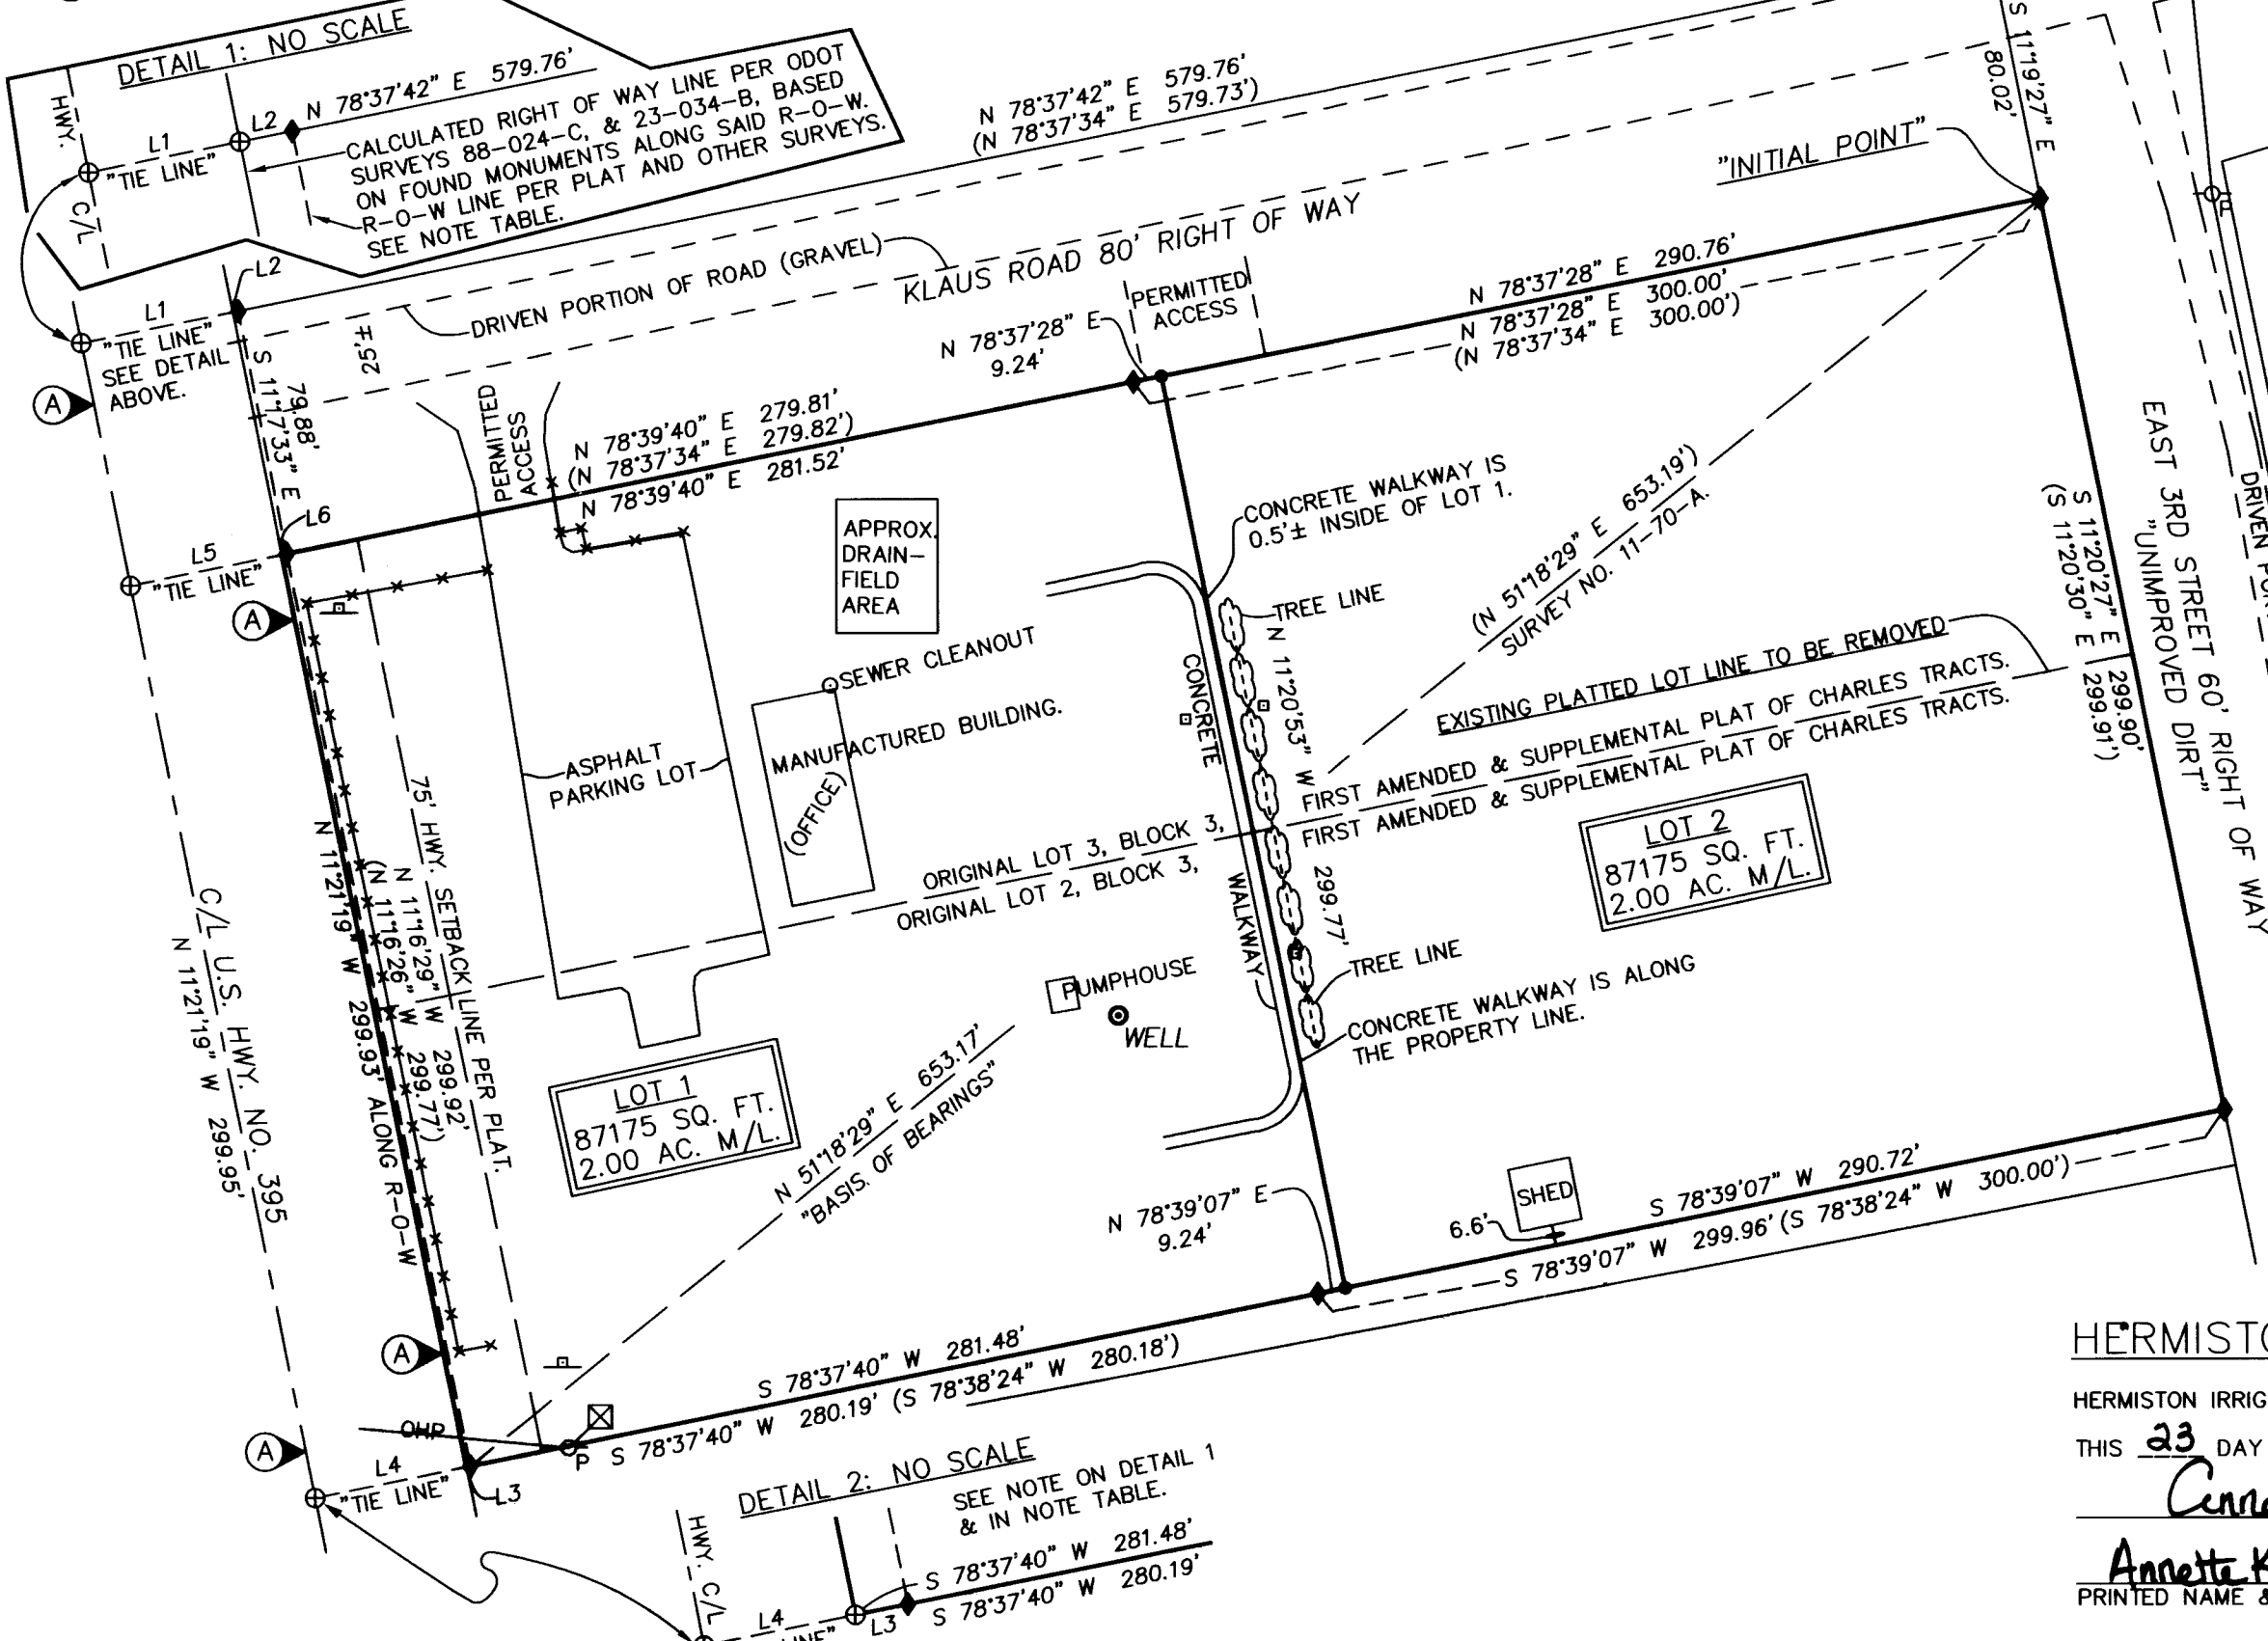 DETAIL 1: NO SCALE
HWY.
C/L
L1
"TIE LINE"
L2
N 78°37'42" E 579.76'
CALCULATED RIGHT OF WAY LINE PER ODOT
SURVEYS 88-024-C, & 23-034-B, BASED
ON FOUND MONUMENTS ALONG SAID R-O-W.
R-O-W LINE PER PLAT AND OTHER SURVEYS.
SEE NOTE TABLE.
N 78°37'42" E 579.76'
(N 78°37'34" E 579.73')
S 11°19'27" E
80.02'
"INITIAL POINT"
P
L2
L1
"TIE LINE"
SEE DETAIL
ABOVE.
A
S 11°17'33" E
79.88'
25'±
DRIVEN PORTION OF ROAD (GRAVEL)
KLAUS ROAD 80' RIGHT OF WAY
PERMITTED
ACCESS
N 78°37'28" E
9.24'
N 78°37'28" E 290.76'
N 78°37'28" E 300.00'
(N 78°37'34" E 300.00')
PERMITTED
ACCESS
N 78°39'40" E 279.81'
(N 78°37'34" E 279.82')
N 78°39'40" E 281.52'
L6
L5
"TIE LINE"
A
APPROX.
DRAIN-
FIELD
AREA
CONCRETE WALKWAY IS
0.5'± INSIDE OF LOT 1.
TREE LINE
(N 51°18'29" E 653.19')
SURVEY NO. 11-70-A.
EAST 3RD STREET 60' RIGHT OF WAY
"UNIMPROVED DIRT"
DRIVEN
S 11°20'27" E 299.90'
(S 11°20'30" E 299.91')
SEWER CLEANOUT
MANUFACTURED BUILDING.
(OFFICE)
ASPHALT
PARKING LOT
CONCRETE
WALKWAY
N 11°20'53" W 299.77'
EXISTING PLATTED LOT LINE TO BE REMOVED
ORIGINAL LOT 3, BLOCK 3, FIRST AMENDED & SUPPLEMENTAL PLAT OF CHARLES TRACTS.
ORIGINAL LOT 2, BLOCK 3, FIRST AMENDED & SUPPLEMENTAL PLAT OF CHARLES TRACTS.
LOT 2
87175 SQ. FT.
2.00 AC. M/L.
75' HWY. SETBACK LINE PER PLAT.
N 11°16'29" W 299.92'
(N 11°16'26" W 299.77')
N 11°21'19" W 299.93' ALONG R-O-W
C/L U.S. HWY. NO. 395
N 11°21'19" W 299.95'
PUMPHOUSE
WELL
TREE LINE
CONCRETE WALKWAY IS ALONG
THE PROPERTY LINE.
LOT 1
87175 SQ. FT.
2.00 AC. M/L.
N 51°18'29" E 653.17'
"BASIS OF BEARINGS"
N 78°39'07" E
9.24'
SHED
6.6'
S 78°39'07" W 290.72'
S 78°39'07" W 299.96' (S 78°38'24" W 300.00')
A
A
OHP
P
S 78°37'40" W 281.48'
S 78°37'40" W 280.19' (S 78°38'24" W 280.18')
L4
"TIE LINE"
L3
DETAIL 2: NO SCALE
SEE NOTE ON DETAIL 1
& IN NOTE TABLE.
HWY. C/L
S 78°37'40" W 281.48'
S 78°37'40" W 280.19'
L4
L3
HERMISTO
HERMISTON IRRIG
THIS 23 DAY
Annette K
PRINTED NAME &